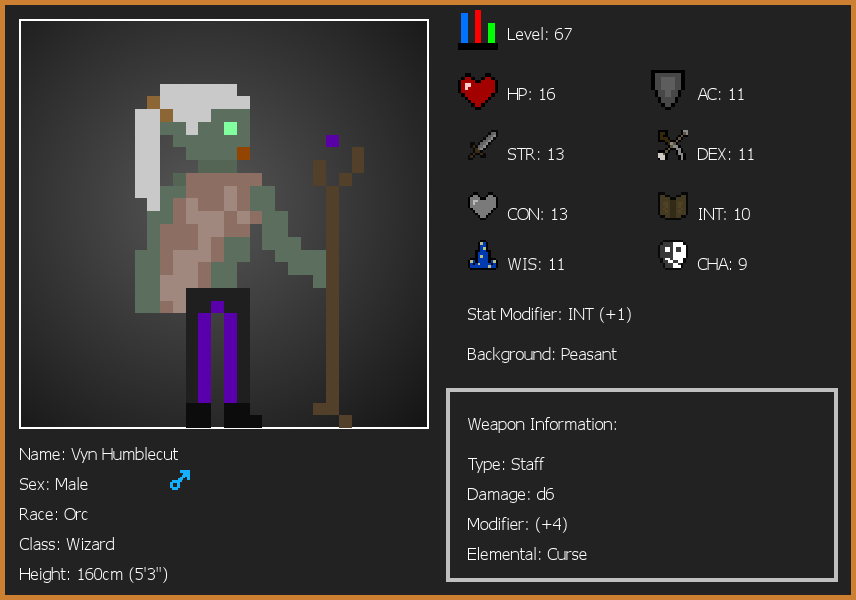 Level: 67
HP: 16
AC: 11
STR: 13
DEX: 11
CON: 13
INT: 10
WIS: 11
CHA: 9
Stat Modifier: INT (+1)
Background: Peasant
Weapon Information:
Type: Staff
Damage: d6
Modifier: (+4)
Elemental: Curse
Name: Vyn Humblecut
Sex: Male
Race: Orc
Class: Wizard
Height: 160cm (5'3")